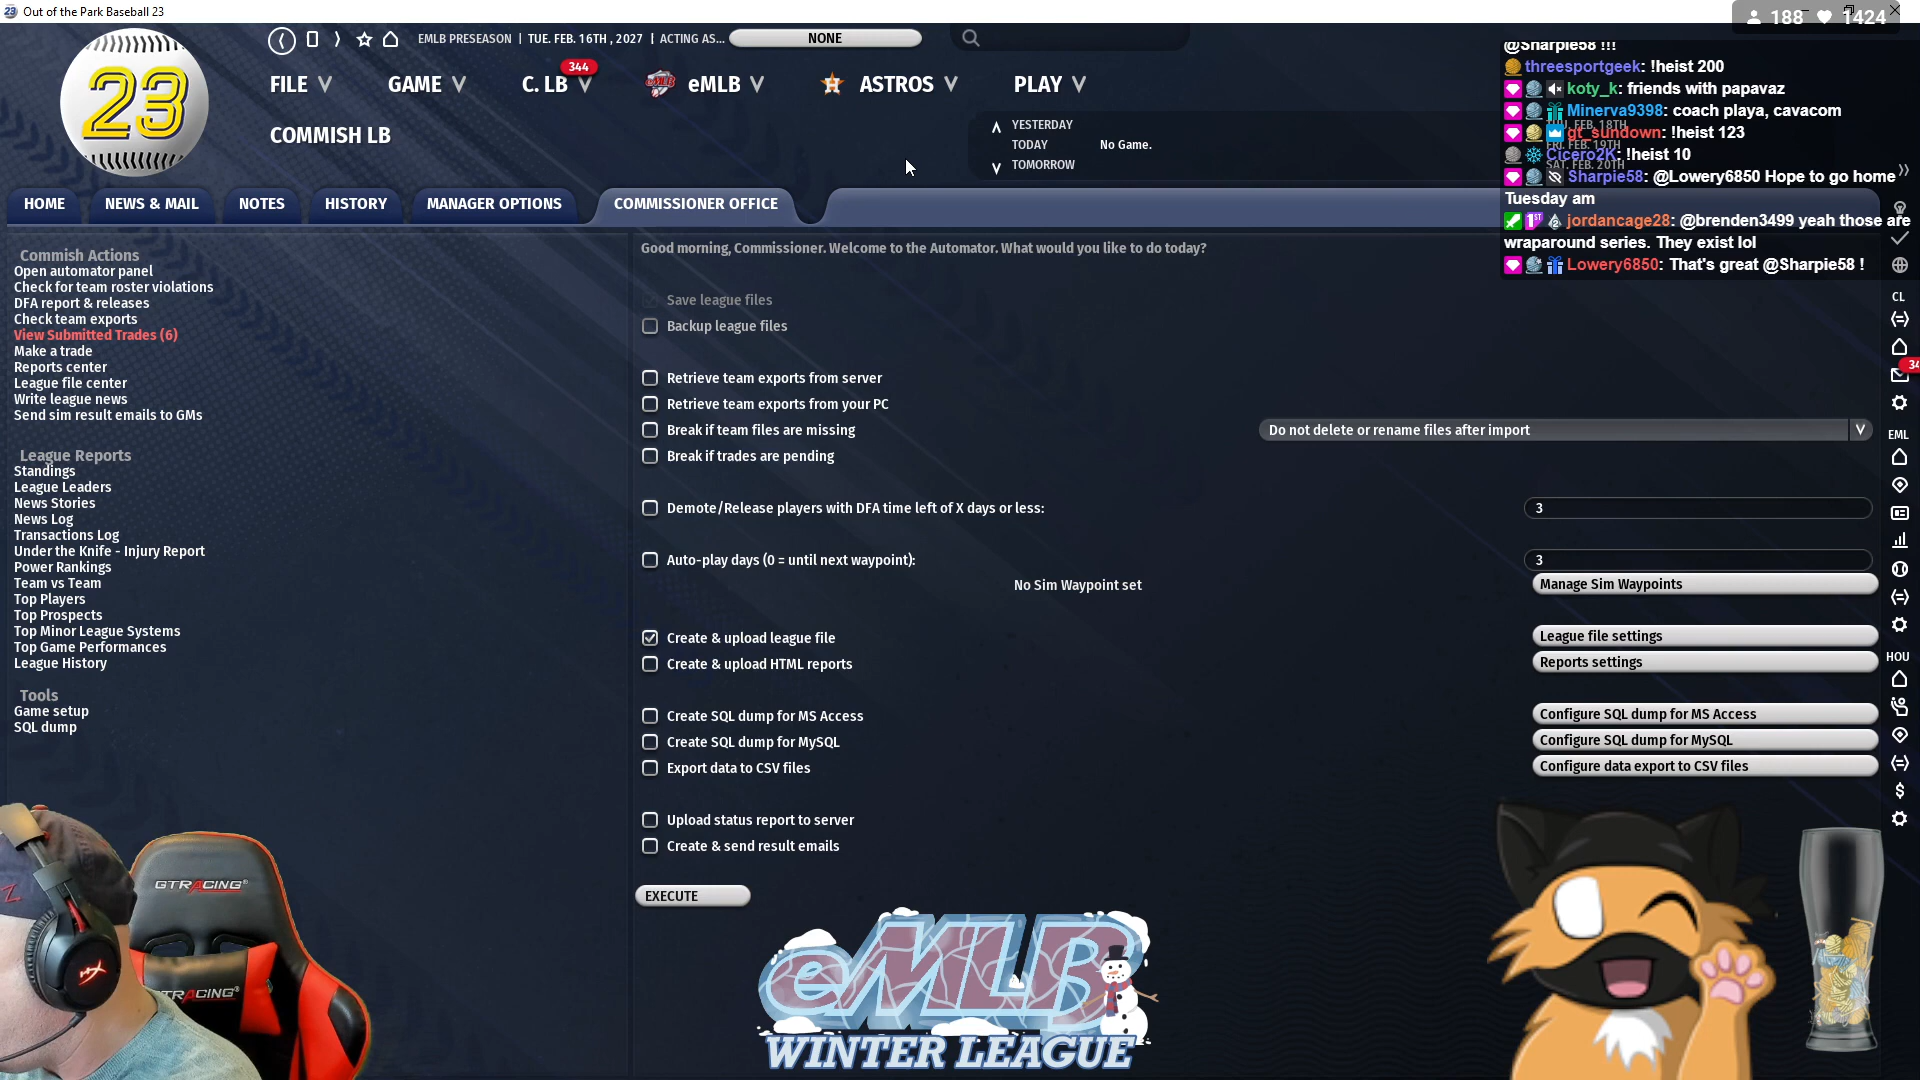 23 Out of the Park Baseball 23
188 1424
EMLB PRESEASON | TUE. FEB. 16TH , 2027 | ACTING AS... NONE
23
FILE GAME C. LB 344 eMLB ASTROS PLAY
COMMISH LB
YESTERDAY
TODAY No Game.
TOMORROW
FRI. FEB. 19TH
SAT. FEB. 20TH
HOME NEWS & MAIL NOTES HISTORY MANAGER OPTIONS COMMISSIONER OFFICE
@Sharpie58 !!!
threesportgeek: !heist 200
koty_k: friends with papavaz
Minerva9398: coach playa, cavacom
gt_sundown: !heist 123
Cicero2K: !heist 10
Sharpie58: @Lowery6850 Hope to go home
Tuesday am
jordancage28: @brenden3499 yeah those are
wraparound series. They exist lol
Lowery6850: That's great @Sharpie58 !
Commish Actions
Open automator panel
Check for team roster violations
DFA report & releases
Check team exports
View Submitted Trades (6)
Make a trade
Reports center
League file center
Write league news
Send sim result emails to GMs
League Reports
Standings
League Leaders
News Stories
News Log
Transactions Log
Under the Knife - Injury Report
Power Rankings
Team vs Team
Top Players
Top Prospects
Top Minor League Systems
Top Game Performances
League History
Tools
Game setup
SQL dump
Good morning, Commissioner. Welcome to the Automator. What would you like to do today?
Save league files
Backup league files
Retrieve team exports from server
Retrieve team exports from your PC
Break if team files are missing Do not delete or rename files after import
Break if trades are pending
Demote/Release players with DFA time left of X days or less: 3
Auto-play days (0 = until next waypoint): 3
No Sim Waypoint set Manage Sim Waypoints
Create & upload league file League file settings
Create & upload HTML reports Reports settings
Create SQL dump for MS Access Configure SQL dump for MS Access
Create SQL dump for MySQL Configure SQL dump for MySQL
Export data to CSV files Configure data export to CSV files
Upload status report to server
Create & send result emails
EXECUTE
CL
34
EML
HOU
$
GTRACING
GTRACING
eMLB
WINTER LEAGUE